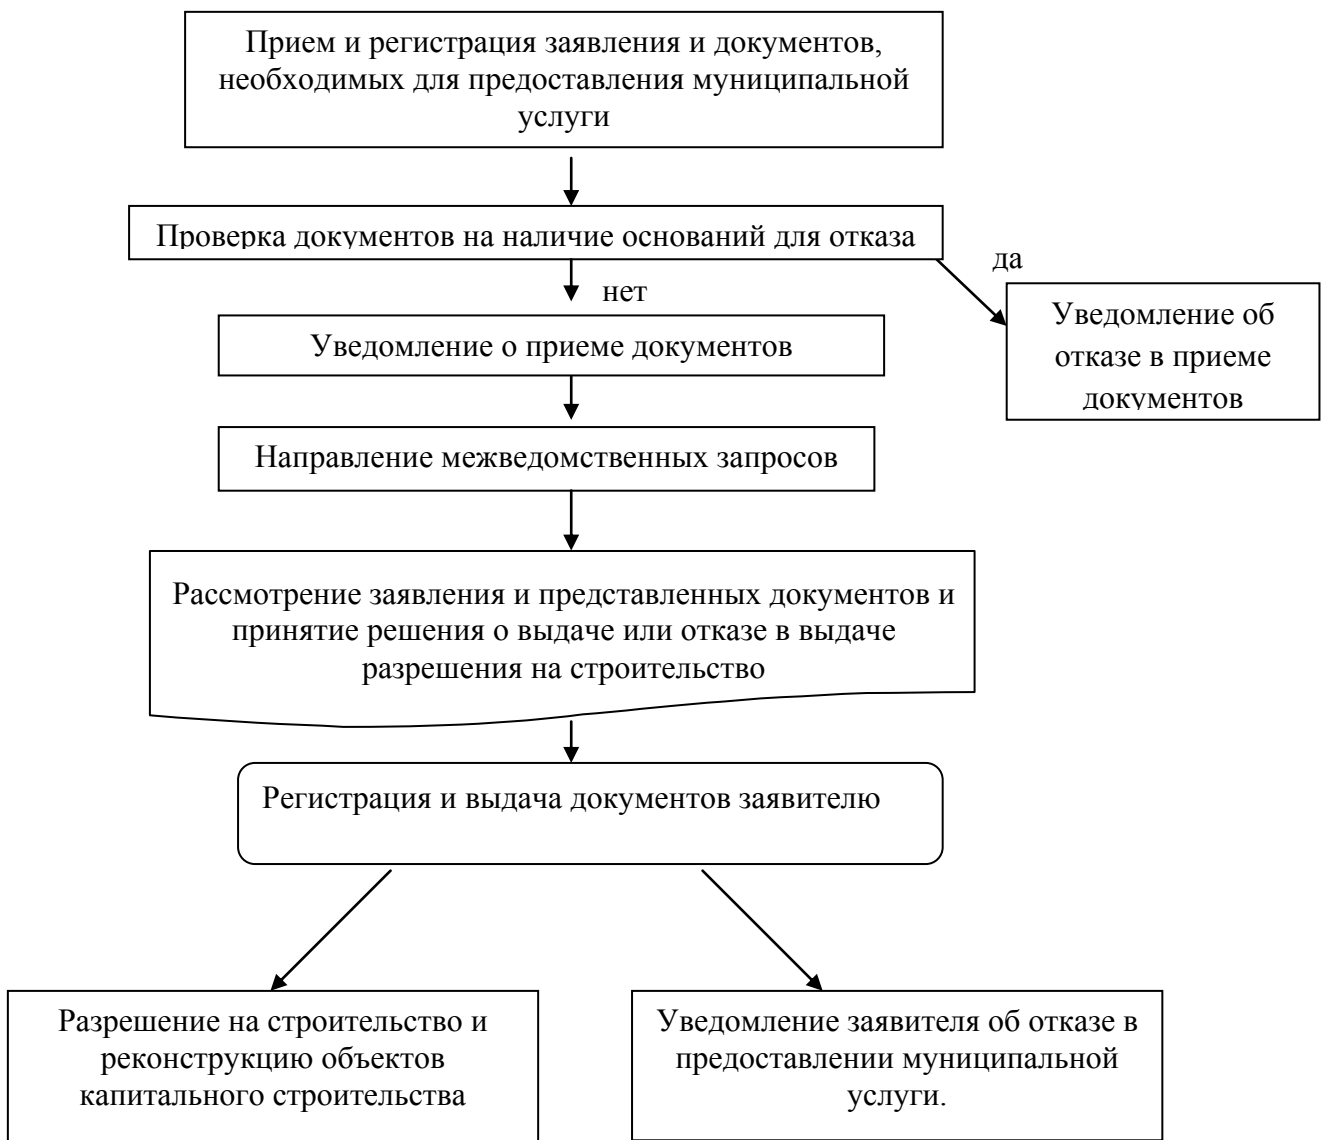 Прием и регистрация заявления и документов,
необходимых для предоставления муниципальной
услуги
Проверка документов на наличие оснований для отказа
да
нет
Уведомление об
отказе в приеме
документов
Уведомление о приеме документов
Направление межведомственных запросов
Рассмотрение заявления и представленных документов и
принятие решения о выдаче или отказе в выдаче
разрешения на строительство
Регистрация и выдача документов заявителю
Разрешение на строительство и
реконструкцию объектов
капитального строительства
Уведомление заявителя об отказе в
предоставлении муниципальной
услуги.